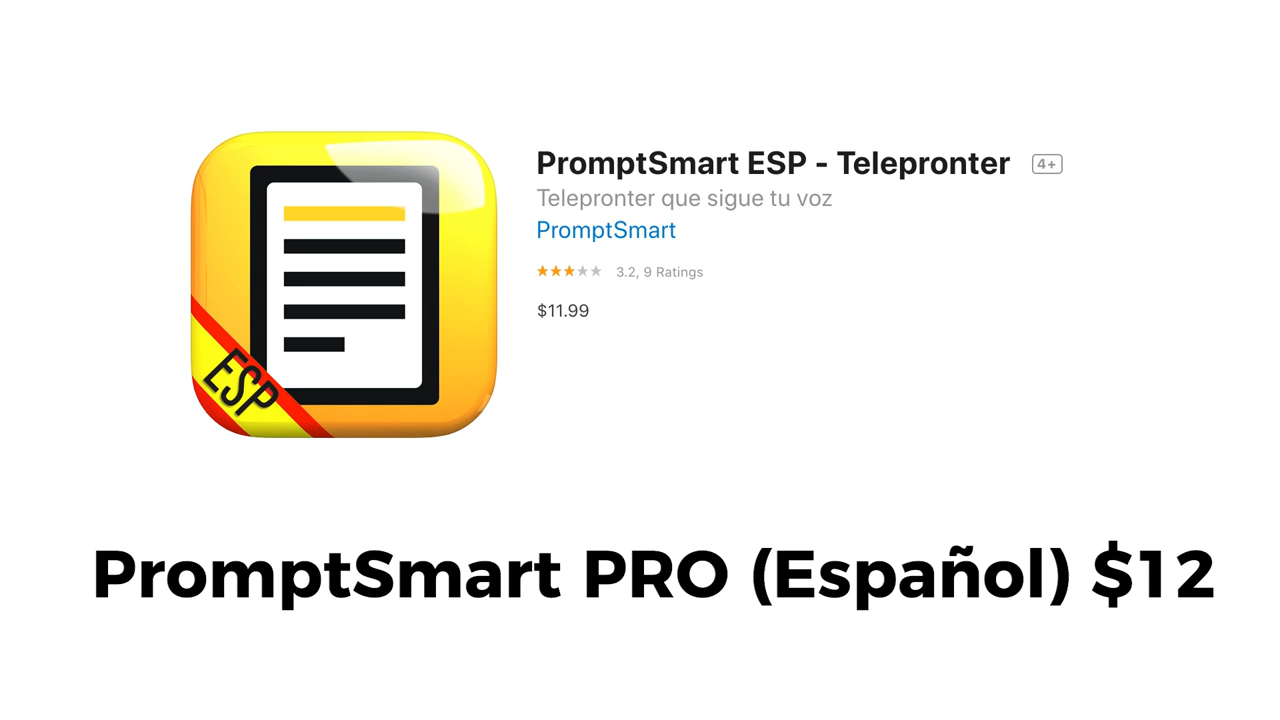 PromptSmart ESP - Telepronter 4+
Telepronter que sigue tu voz
PromptSmart
3.2, 9 Ratings
$11.99
ESP
PromptSmart PRO (Español) $12